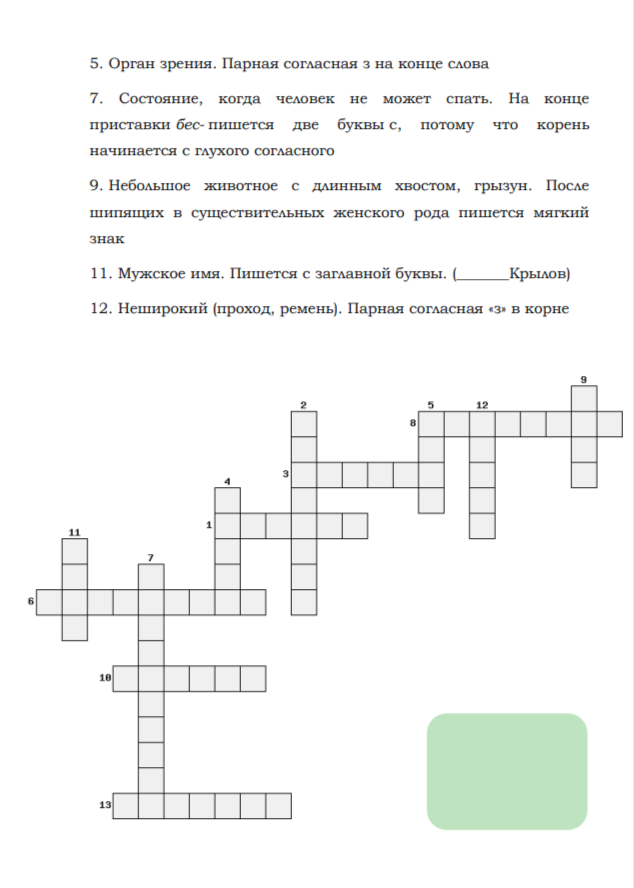 5. Орган зрения. Парная согласная з на конце слова
7. Состояние, когда человек не может спать. На конце
приставки бес- пишется две буквы с, потому что корень
начинается с глухого согласного
9. Небольшое животное с длинным хвостом, грызун. После
шипящих в существительных женского рода пишется мягкий
знак
11. Мужское имя. Пишется с заглавной буквы. (_______Крылов)
12. Неширокий (проход, ремень). Парная согласная «з» в корне
9
2
5
12
8
3
4
1
11
7
6
10
13